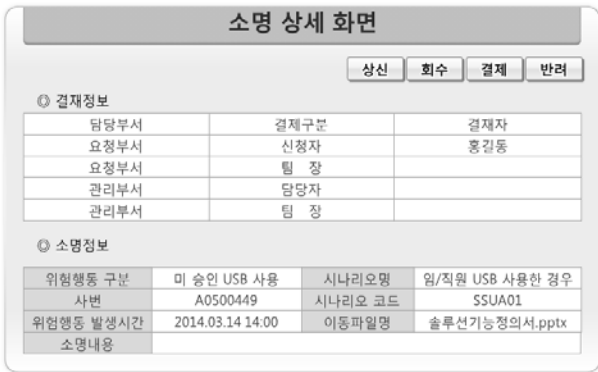 소명 상세 화면
상신 회수 결제 반려
◎ 결재정보
담당부서 결제구분 결재자
요청부서 신청자 홍길동
요청부서 팀 장
관리부서 담당자
관리부서 팀 장
◎ 소명정보
위험행동 구분 미 승인 USB 사용 시나리오명 임/직원 USB 사용한 경우
사번 A0500449 시나리오 코드 SSUA01
위험행동 발생시간 2014.03.14 14:00 이동파일명 솔루션기능정의서.pptx
소명내용